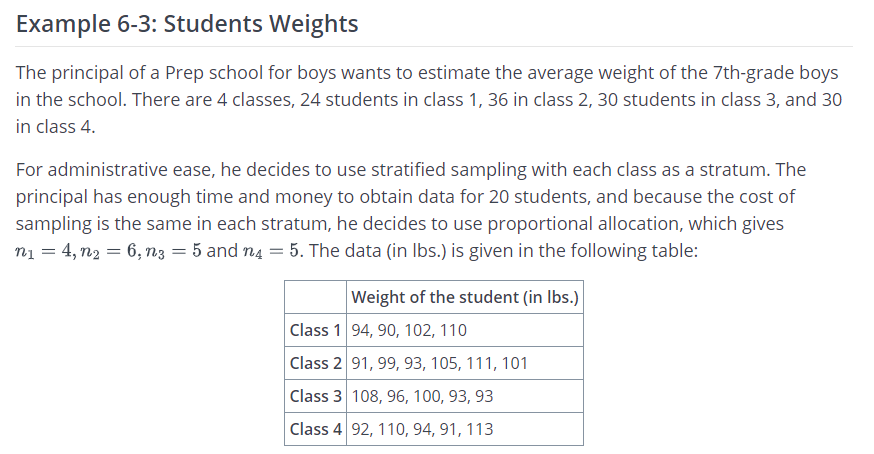 Example 6-3: Students Weights
The principal of a Prep school for boys wants to estimate the average weight of the 7th-grade boys
in the school. There are 4 classes, 24 students in class 1, 36 in class 2, 30 students in class 3, and 30
in class 4.
For administrative ease, he decides to use stratified sampling with each class as a stratum. The
principal has enough time and money to obtain data for 20 students, and because the cost of
sampling is the same in each stratum, he decides to use proportional allocation, which gives
n₁ = 4, n₂ = 6, n₃ = 5 and n₄ = 5. The data (in lbs.) is given in the following table:
Weight of the student (in lbs.)
Class 1 94, 90, 102, 110
Class 2 91, 99, 93, 105, 111, 101
Class 3 108, 96, 100, 93, 93
Class 4 92, 110, 94, 91, 113